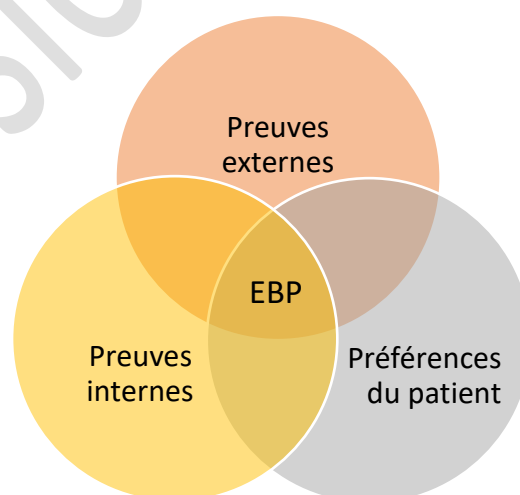 Preuves
externes
EBP
Preuves
internes
Préférences
du patient